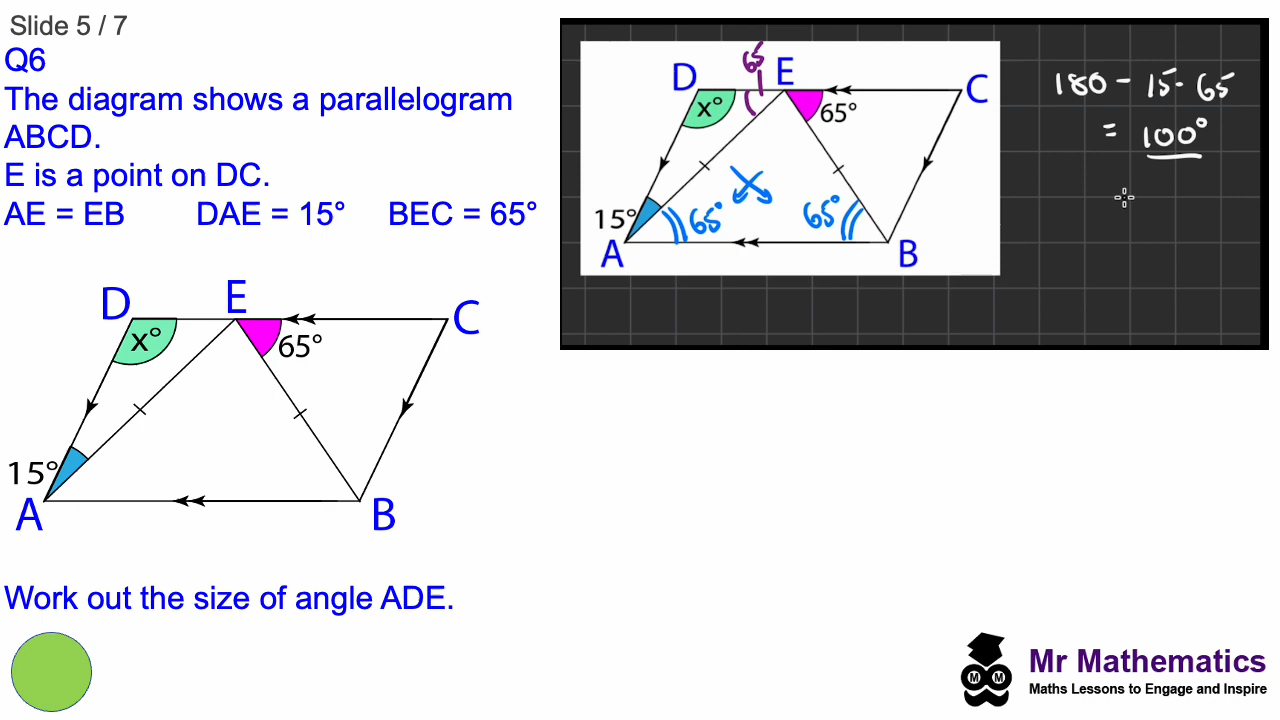 Slide 5 / 7
Q6
The diagram shows a parallelogram
ABCD.
E is a point on DC.
AE = EB DAE = 15° BEC = 65°
D E C
x° 65°
15°
A B
Work out the size of angle ADE.
65
D E C
x° 65°
15° 65° 65°
A B
180 - 15 - 65
= 100°
M M
Mr Mathematics
Maths Lessons to Engage and Inspire